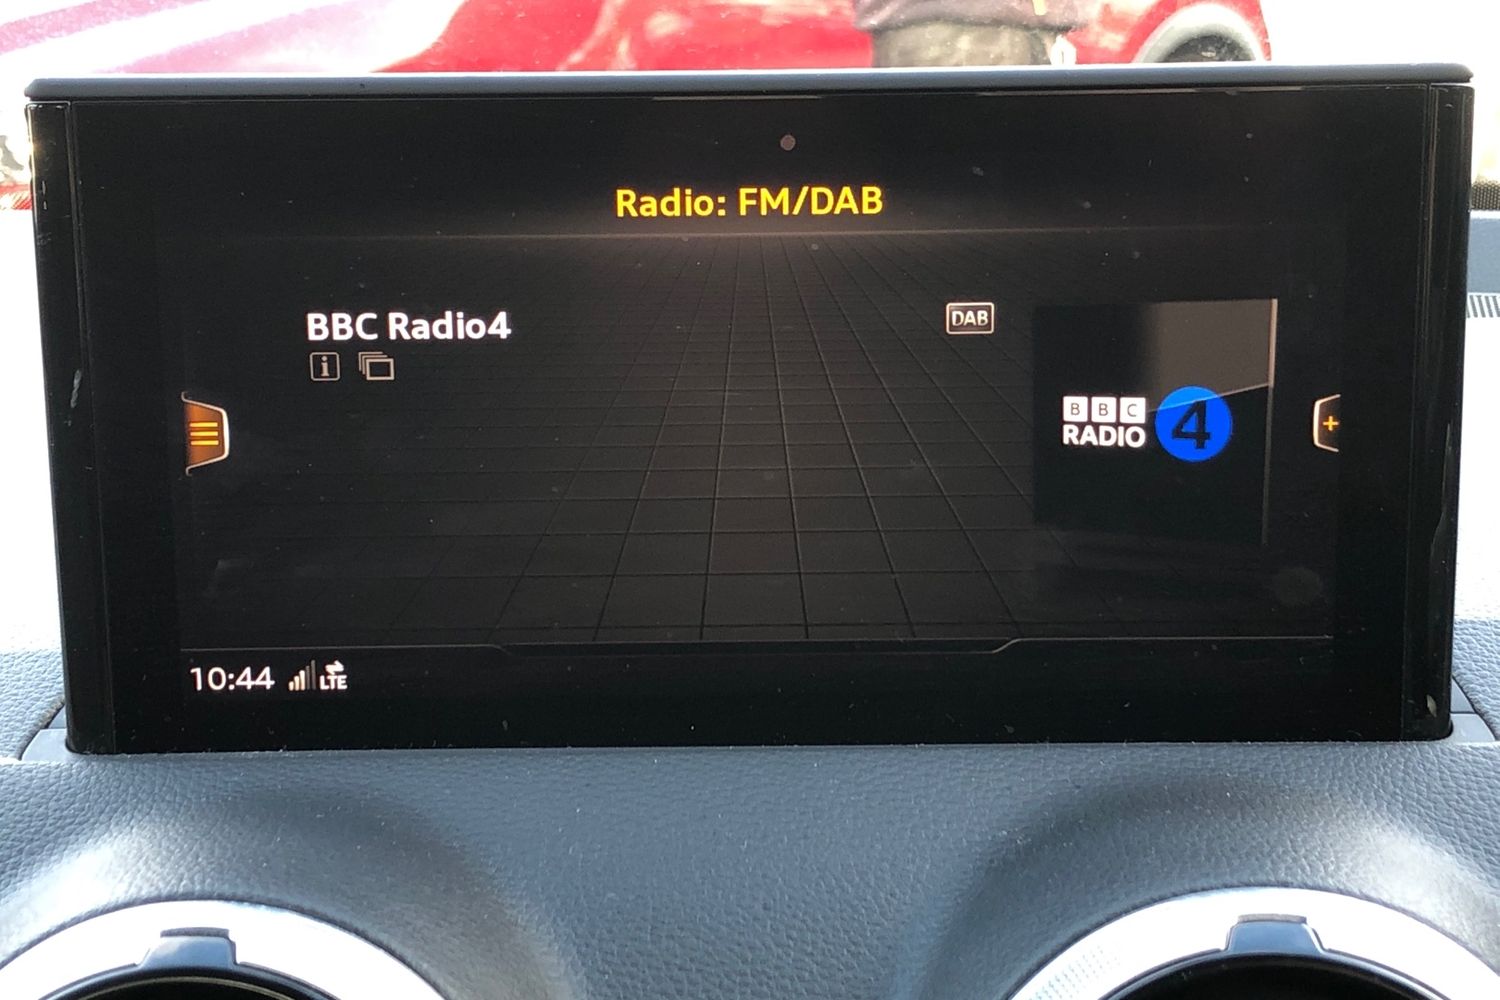 Radio: FM/DAB
BBC Radio4
DAB
BBC
RADIO 4
10:44 LTE